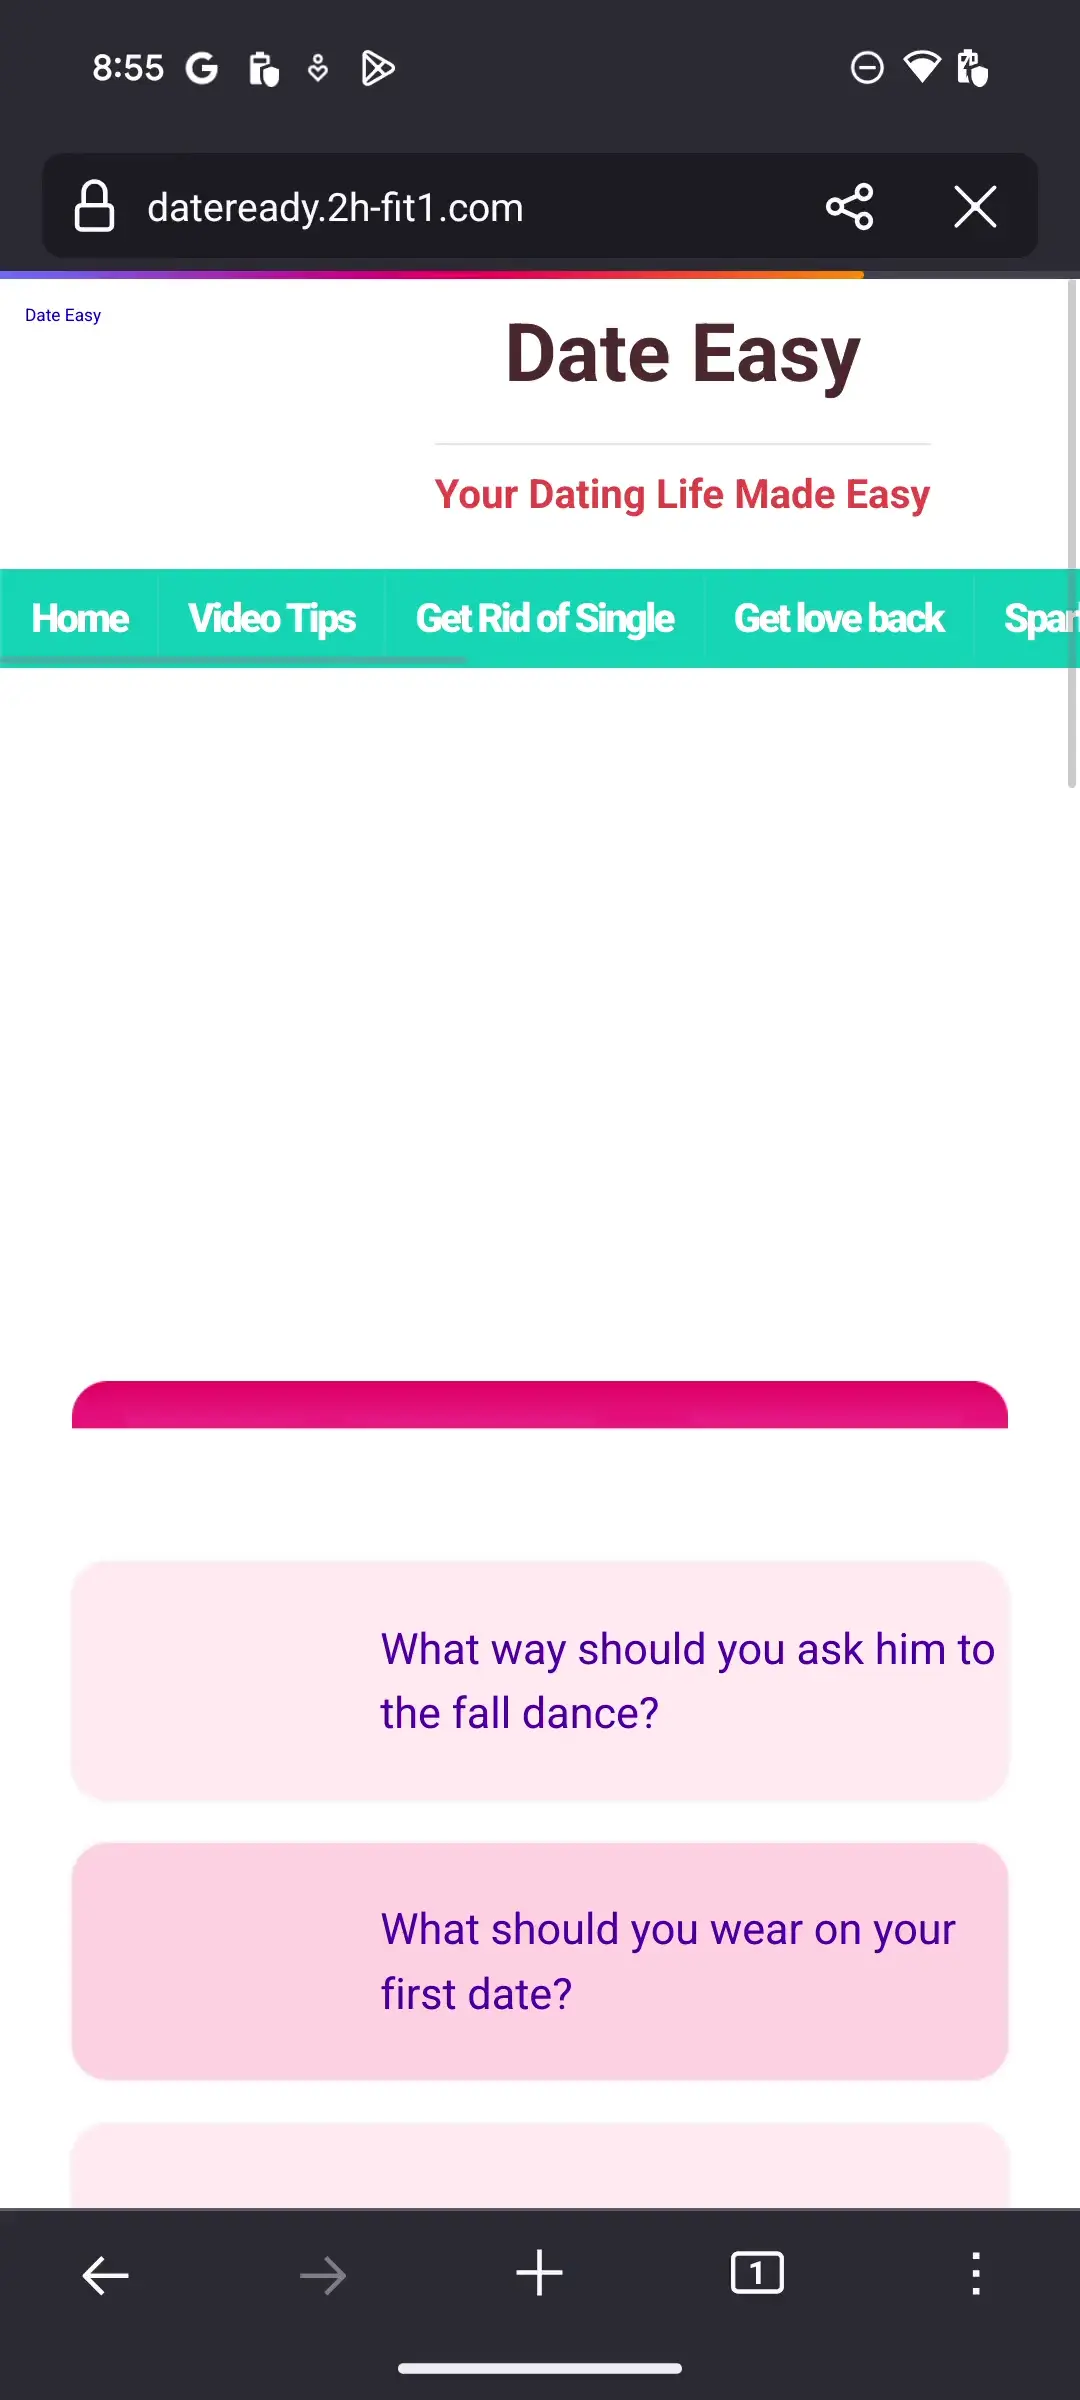 8:55
dateready.2h-fit1.com
Date Easy
Date Easy
Your Dating Life Made Easy
Home Video Tips Get Rid of Single Get love back Spar
What way should you ask him to
the fall dance?
What should you wear on your
first date?
1